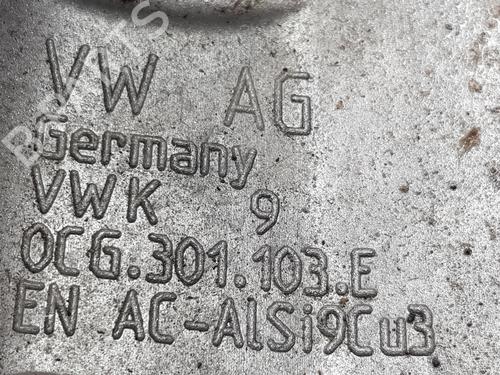 VW AG
Germany
VWK 9
0CG.301.103.E
EN AC-AlSi9Cu3